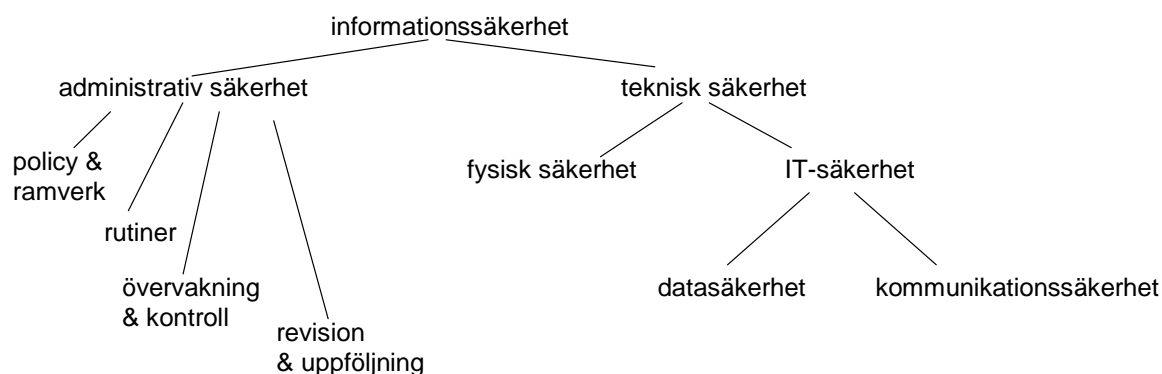 informationssäkerhet
administrativ säkerhet
teknisk säkerhet
policy &
ramverk
fysisk säkerhet
IT-säkerhet
rutiner
övervakning
& kontroll
datasäkerhet
kommunikationssäkerhet
revision
& uppföljning